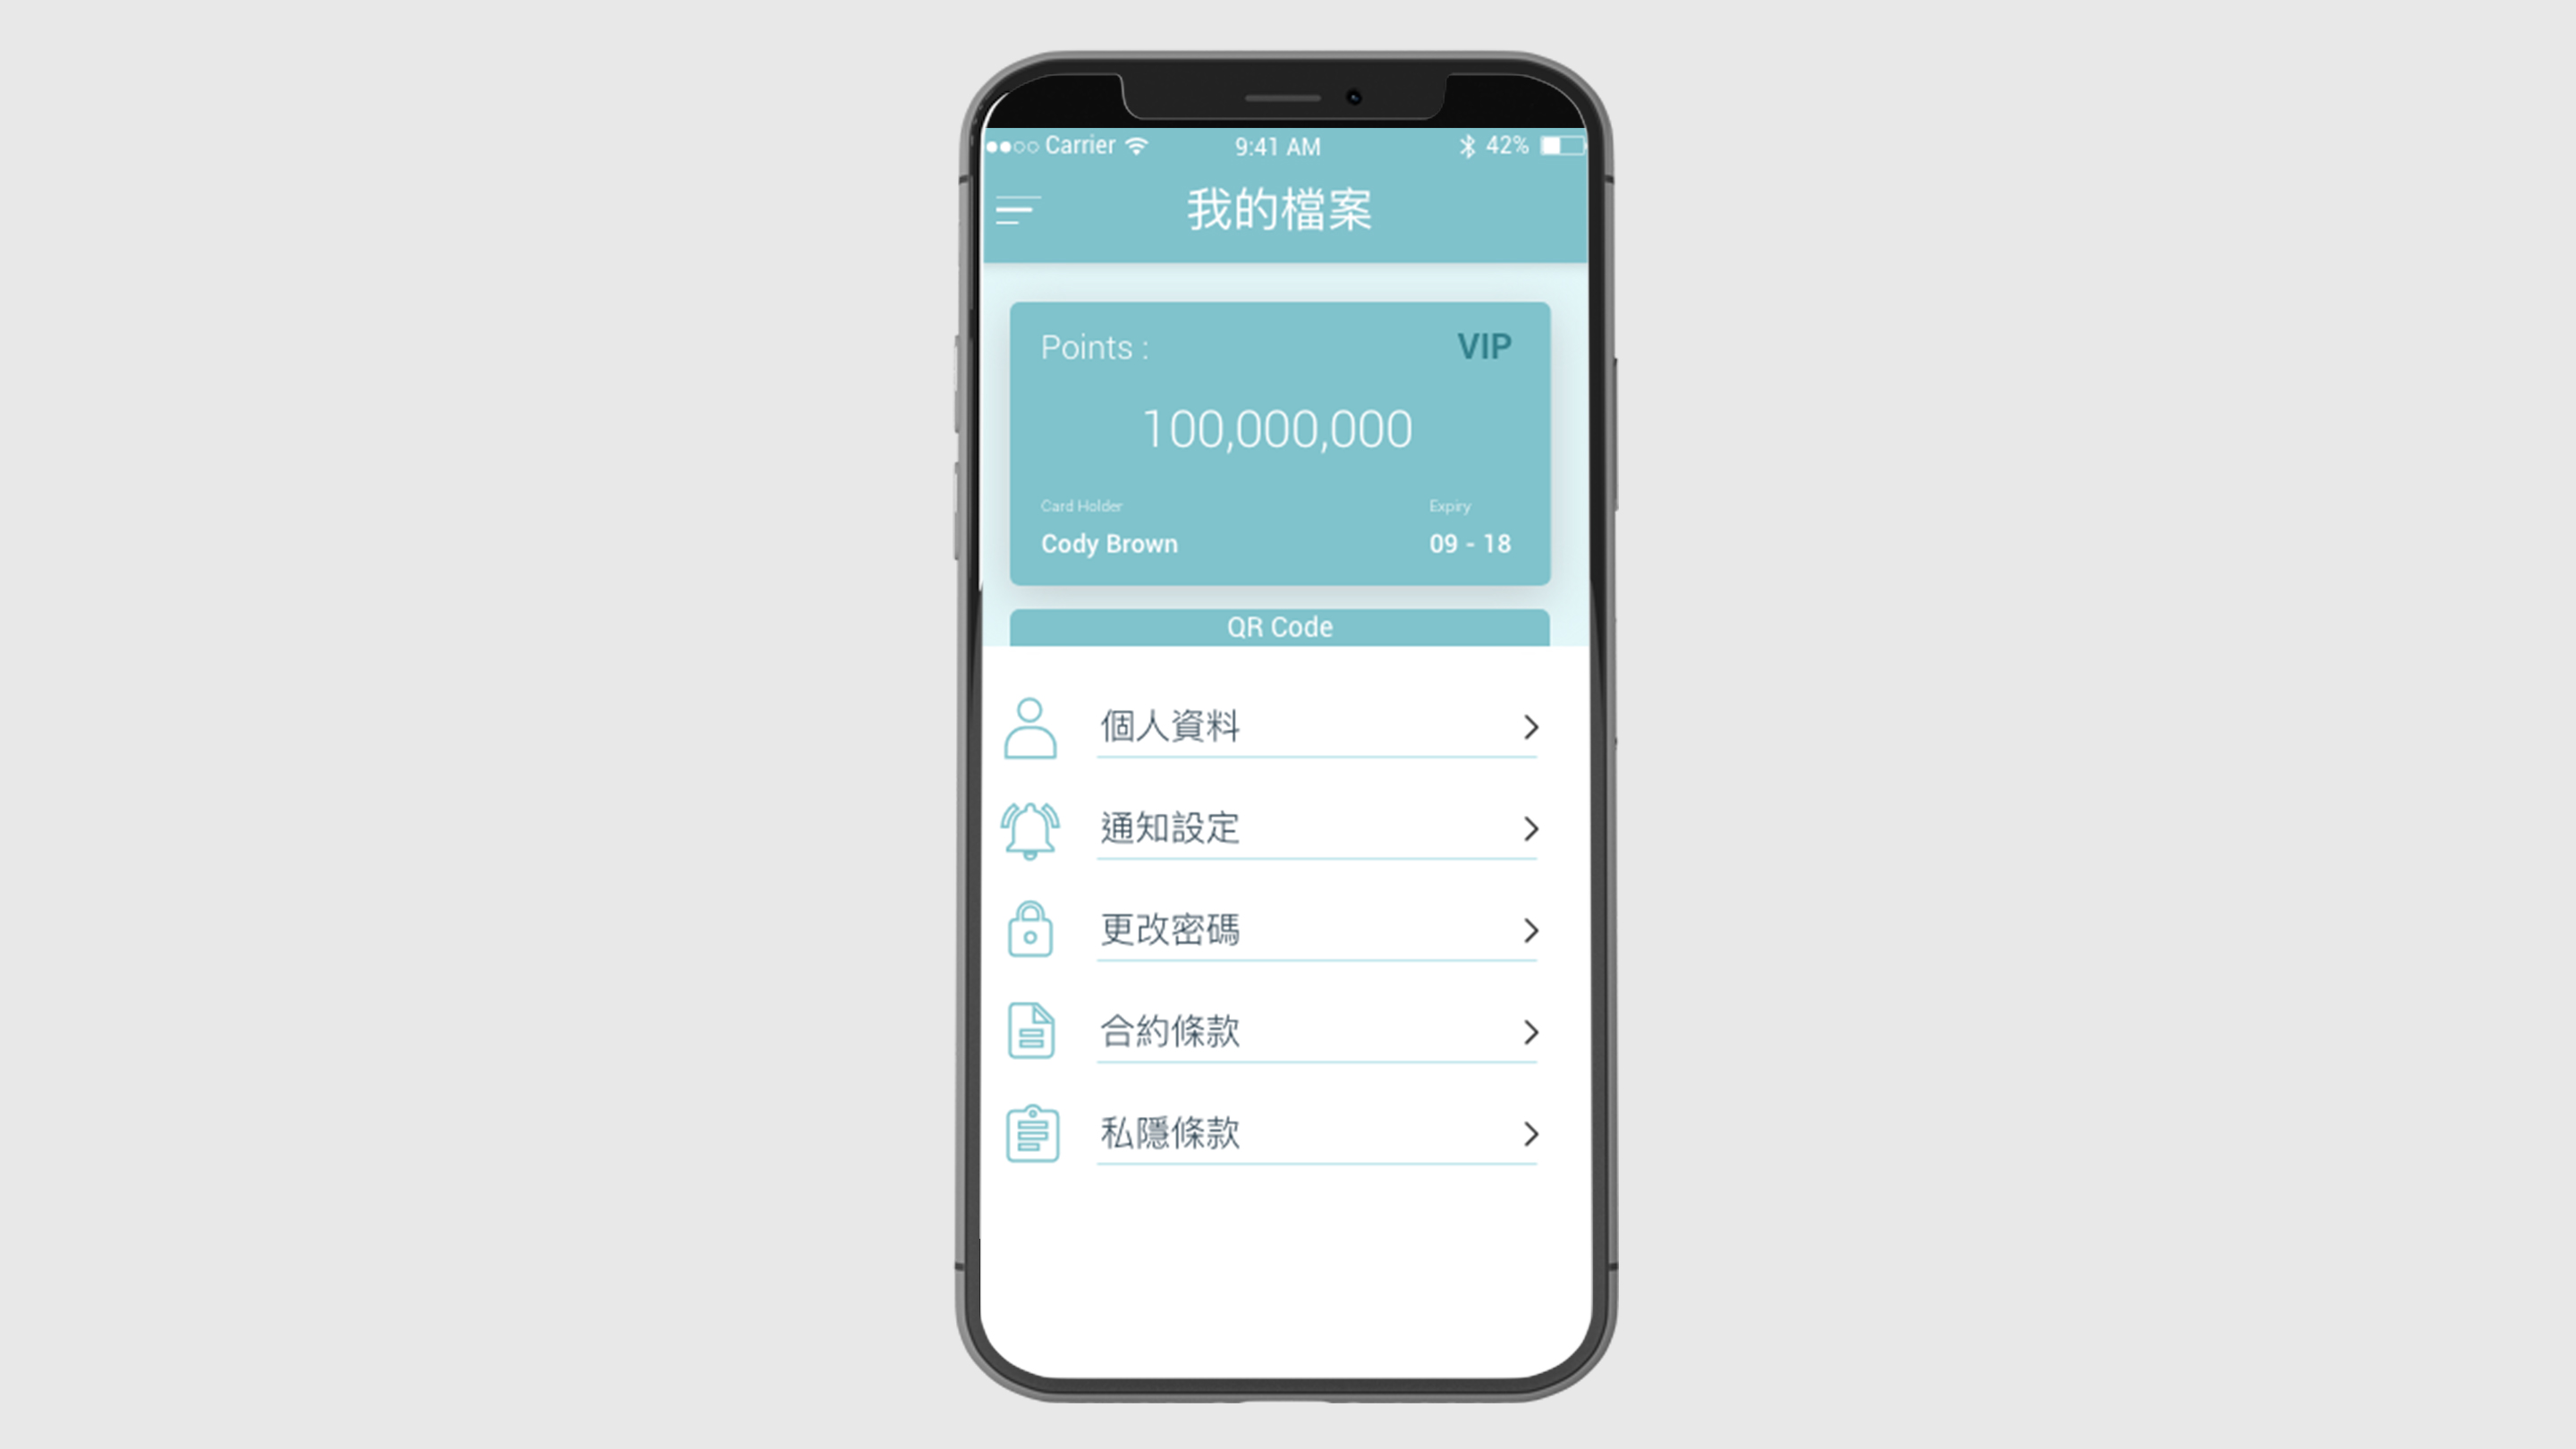 Carrier 9:41 AM 42%
我的檔案
Points : VIP
100,000,000
Card Holder Expiry
Cody Brown 09 - 18
QR Code
個人資料
通知設定
更改密碼
合約條款
私隱條款